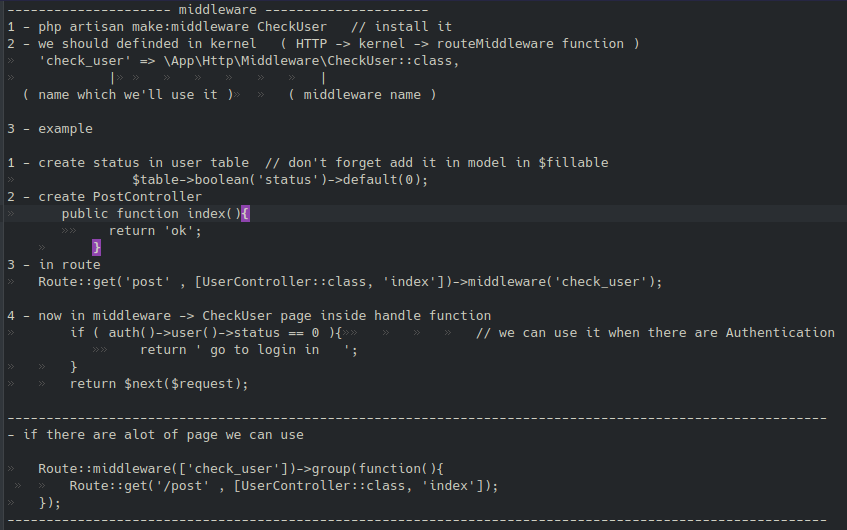 --------------------- middleware ---------------------
1 - php artisan make:middleware CheckUser   // install it
2 - we should definded in kernel   ( HTTP -> kernel -> routeMiddleware function )
'check_user' => \App\Http\Middleware\CheckUser::class,
|                          |
( name which we'll use it )       ( middleware name )
3 - example
1 - create status in user table  // don't forget add it in model in $fillable
$table->boolean('status')->default(0);
2 - create PostController
public function index(){
return 'ok';
}
3 - in route
Route::get('post' , [UserController::class, 'index'])->middleware('check_user');
4 - now in middleware -> CheckUser page inside handle function
if ( auth()->user()->status == 0 ){                 // we can use it when there are Authentication
return ' go to login in   ';
}
return $next($request);
---------------------------------------------------------------------------------------------------------
- if there are alot of page we can use
Route::middleware(['check_user'])->group(function(){
Route::get('/post' , [UserController::class, 'index']);
});
---------------------------------------------------------------------------------------------------------